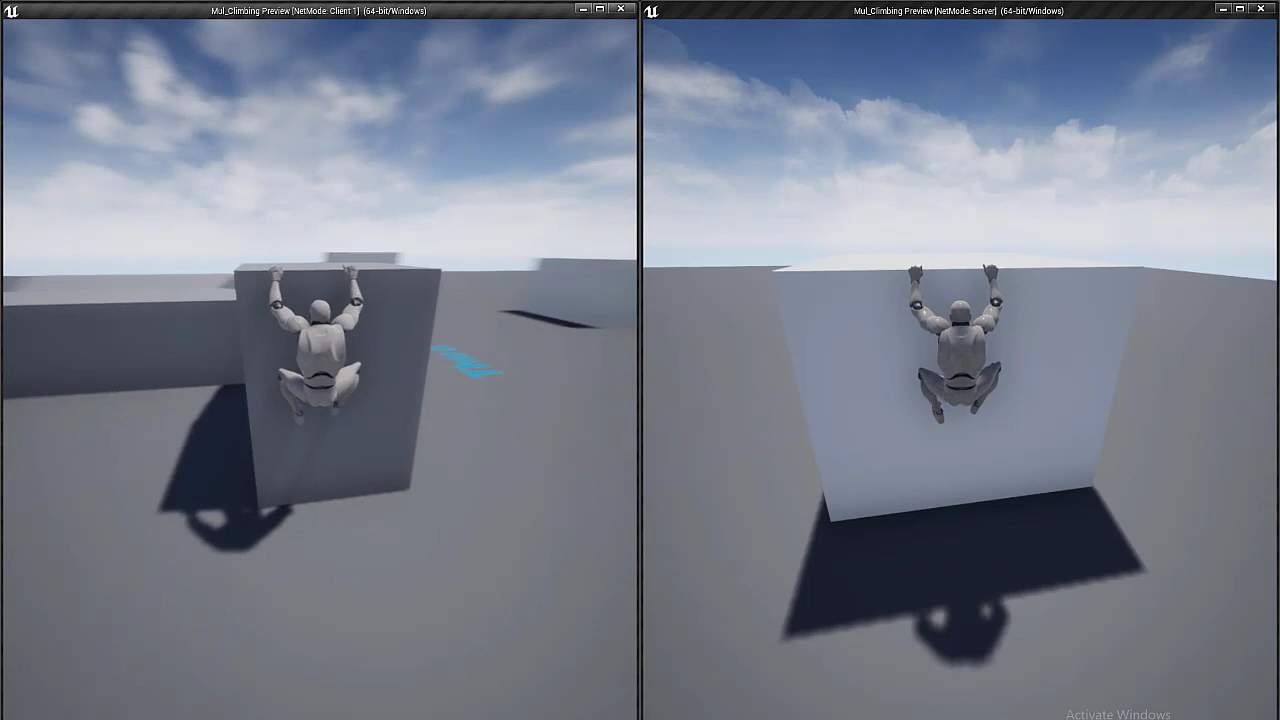 Mul_Climbing Preview [NetMode: Client 1] (64-bit/Windows)
Mul_Climbing Preview [NetMode: Server] (64-bit/Windows)
Activate Windows